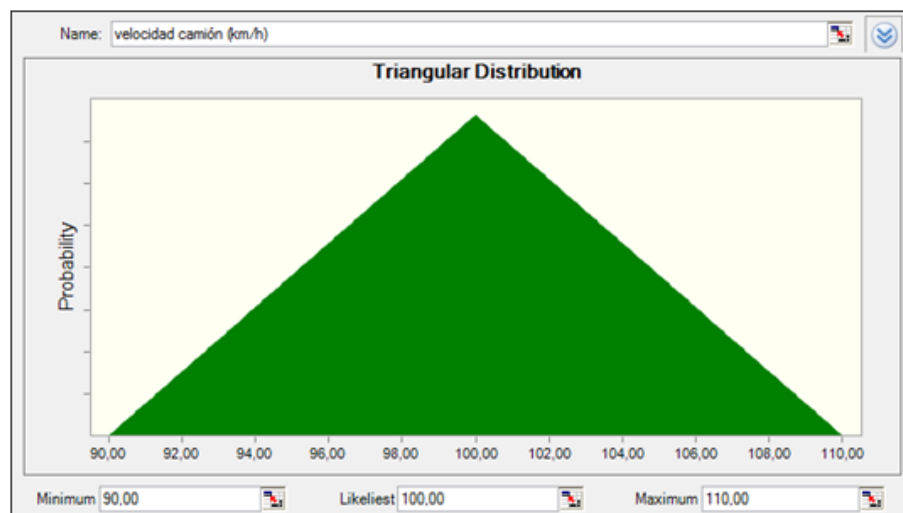 Name: velocidad camión (km/h)
Triangular Distribution
Probability
90,00 92,00 94,00 96,00 98,00 100,00 102,00 104,00 106,00 108,00 110,00
Minimum 90,00 Likeliest 100,00 Maximum 110,00